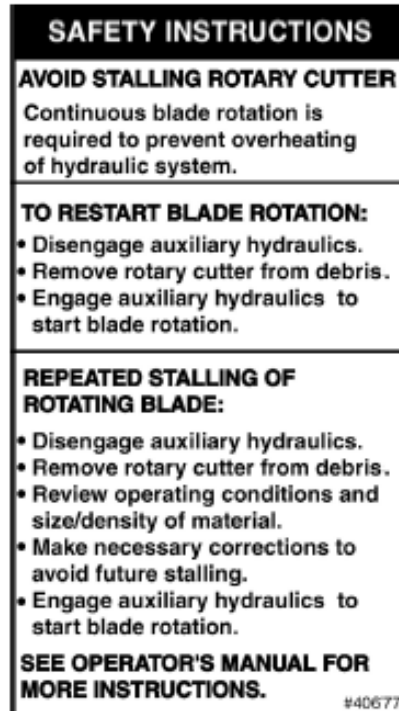 SAFETY INSTRUCTIONS
AVOID STALLING ROTARY CUTTER
Continuous blade rotation is
required to prevent overheating
of hydraulic system.
TO RESTART BLADE ROTATION:
• Disengage auxiliary hydraulics.
• Remove rotary cutter from debris.
• Engage auxiliary hydraulics to
start blade rotation.
REPEATED STALLING OF
ROTATING BLADE:
• Disengage auxiliary hydraulics.
• Remove rotary cutter from debris.
• Review operating conditions and
size/density of material.
• Make necessary corrections to
avoid future stalling.
• Engage auxiliary hydraulics to
start blade rotation.
SEE OPERATOR'S MANUAL FOR
MORE INSTRUCTIONS.
#40677